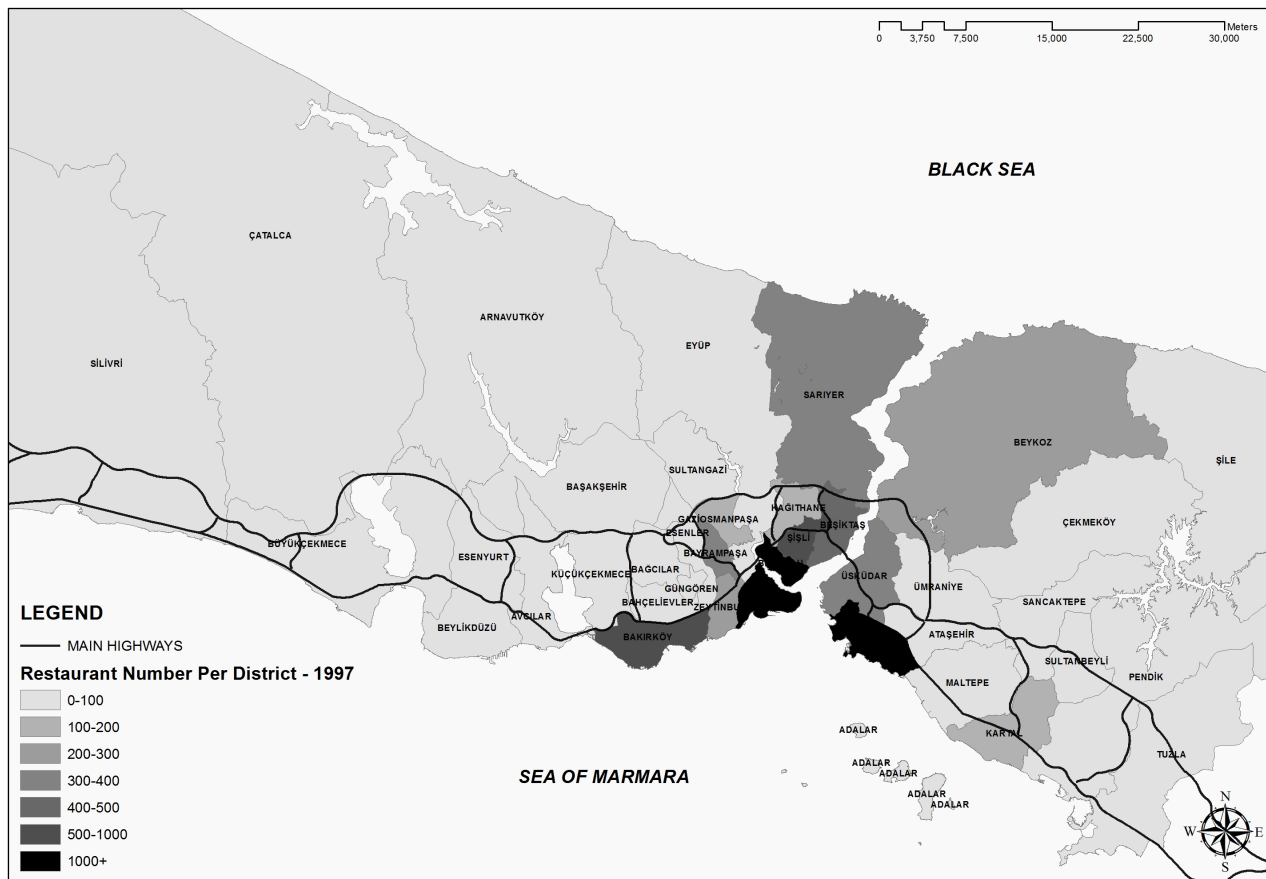 Meters
0 3,750 7,500 15,000 22,500 30,000
BLACK SEA
ÇATALCA
ARNAVUTKÖY
EYÜP
SİLİVRİ
SARIYER
BEYKOZ
ŞİLE
SULTANGAZİ
BAŞAKŞEHİR
KAĞITHANE
GAZİOSMANPAŞA
BEŞİKTAŞ
ÇEKMEKÖY
ESENLER
ŞİŞLİ
BÜYÜKÇEKMECE
ESENYURT
BAYRAMPAŞA
KÜÇÜKÇEKMECE
BAĞCILAR
ÜSKÜDAR
GÜNGÖREN
ÜMRANİYE
BAHÇELİEVLER
ZEYTİNBU
SANCAKTEPE
AVCILAR
BEYLİKDÜZÜ
BAKIRKÖY
ATAŞEHİR
SULTANBEYLİ
MALTEPE
PENDİK
ADALAR
KARTAL
TUZLA
ADALAR
ADALAR
ADALAR
ADALAR
SEA OF MARMARA
LEGEND
MAIN HIGHWAYS
Restaurant Number Per District - 1997
0-100
100-200
200-300
300-400
400-500
500-1000
1000+
N
W E
S